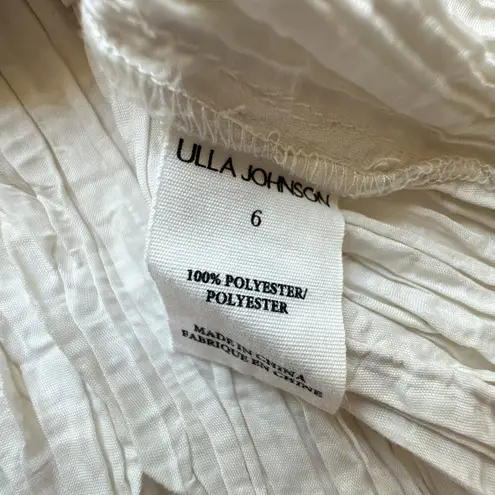 ULLA JOHNSON
6
100% POLYESTER/
POLYESTER
MADE IN CHINA
FABRIQUE EN CHINE